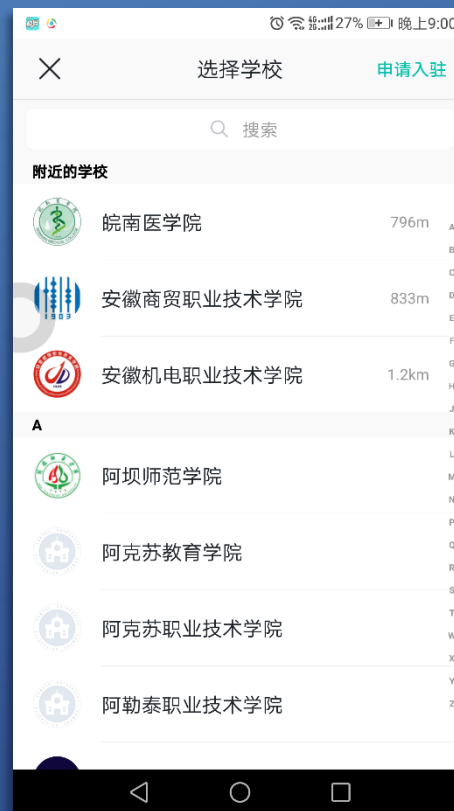 27% 晚上9:00
选择学校
申请入驻
搜索
附近的学校
皖南医学院
796m
安徽商贸职业技术学院
833m
1903
安徽机电职业技术学院
1.2km
A
阿坝师范学院
阿克苏教育学院
阿克苏职业技术学院
阿勒泰职业技术学院
A
B
C
D
E
F
G
H
J
K
L
M
N
P
Q
R
S
T
W
X
Y
Z